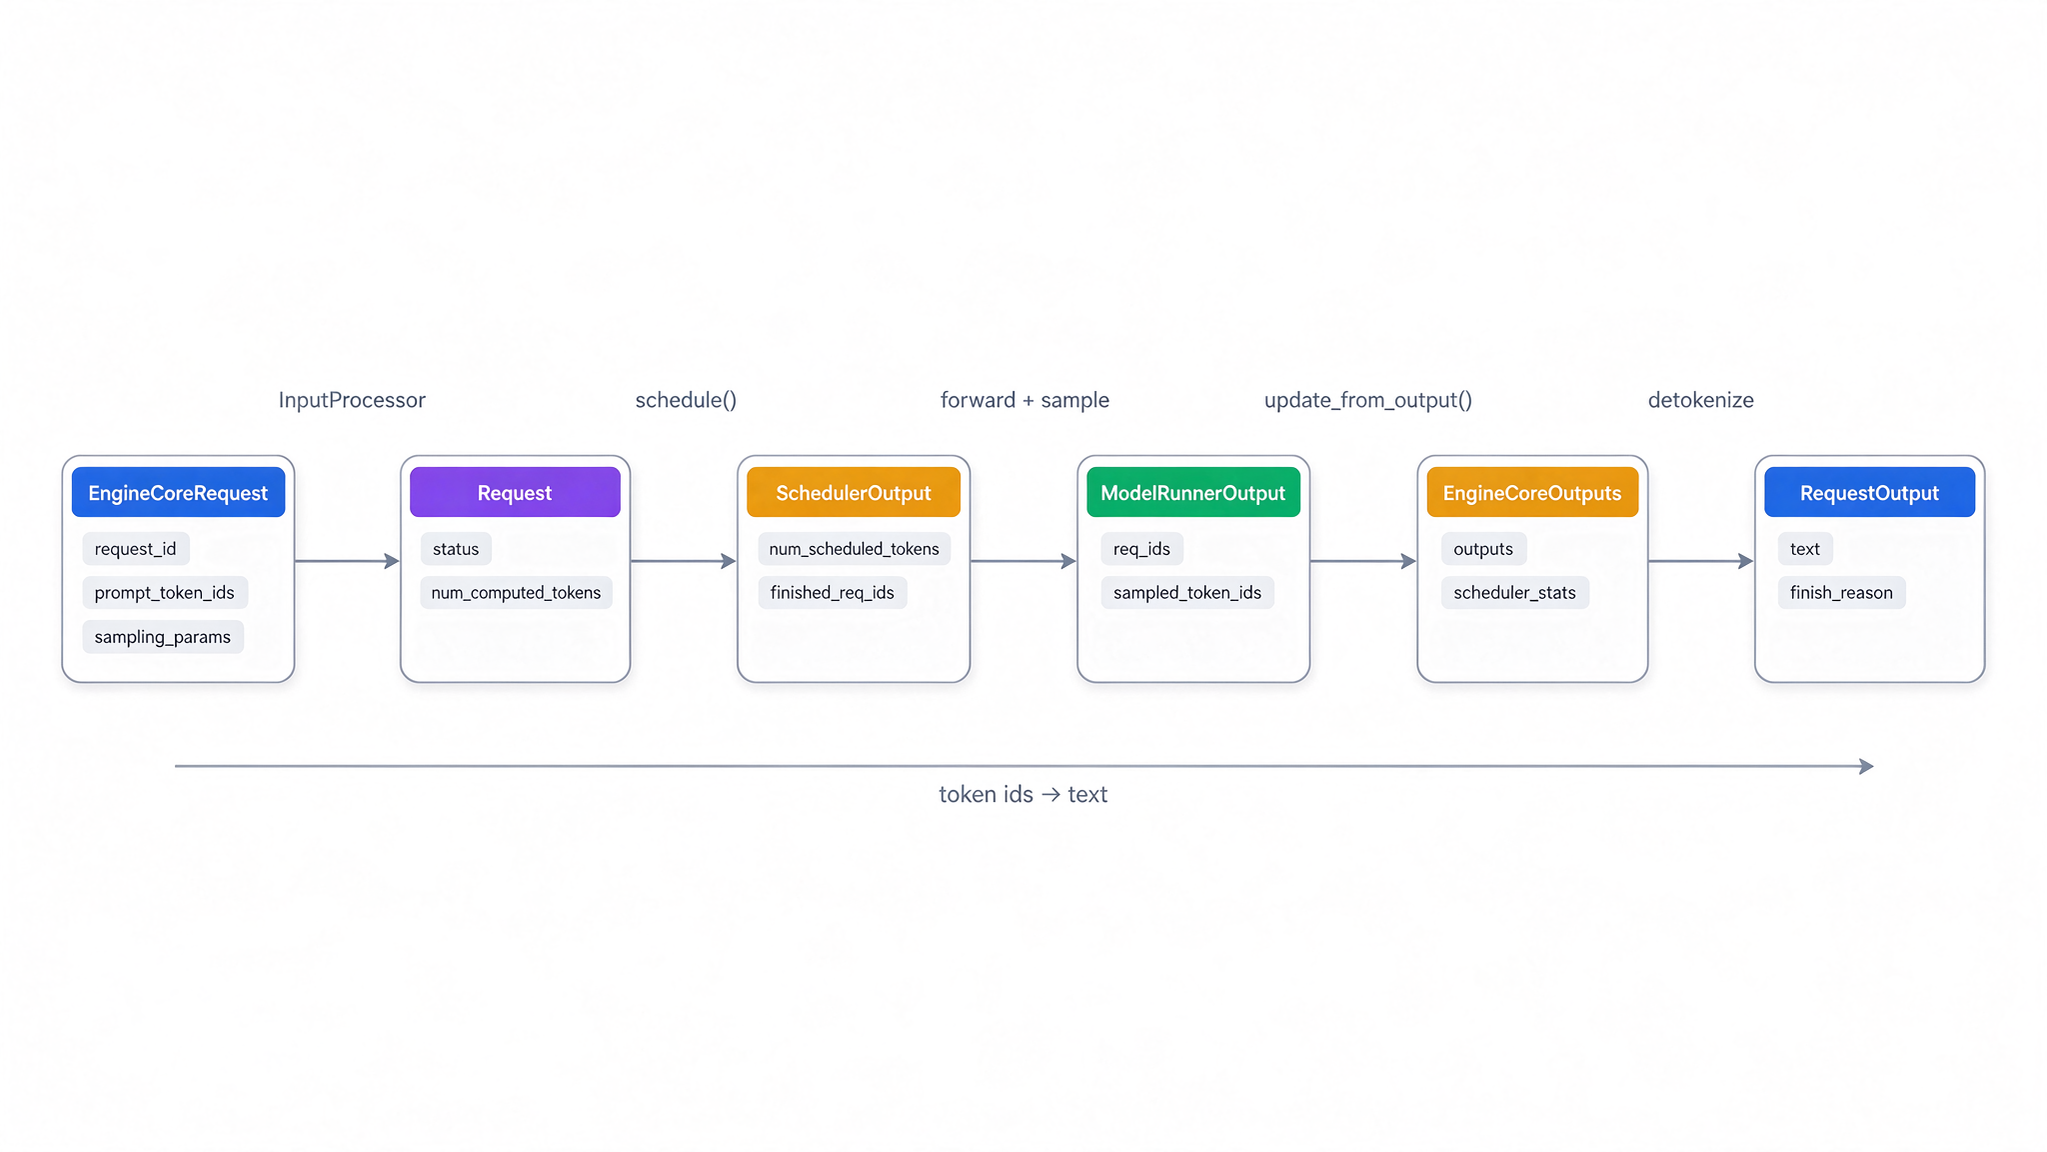 InputProcessor
schedule()
forward + sample
update_from_output()
detokenize
EngineCoreRequest
request_id
prompt_token_ids
sampling_params
Request
status
num_computed_tokens
SchedulerOutput
num_scheduled_tokens
finished_req_ids
ModelRunnerOutput
req_ids
sampled_token_ids
EngineCoreOutputs
outputs
scheduler_stats
RequestOutput
text
finish_reason
token ids → text